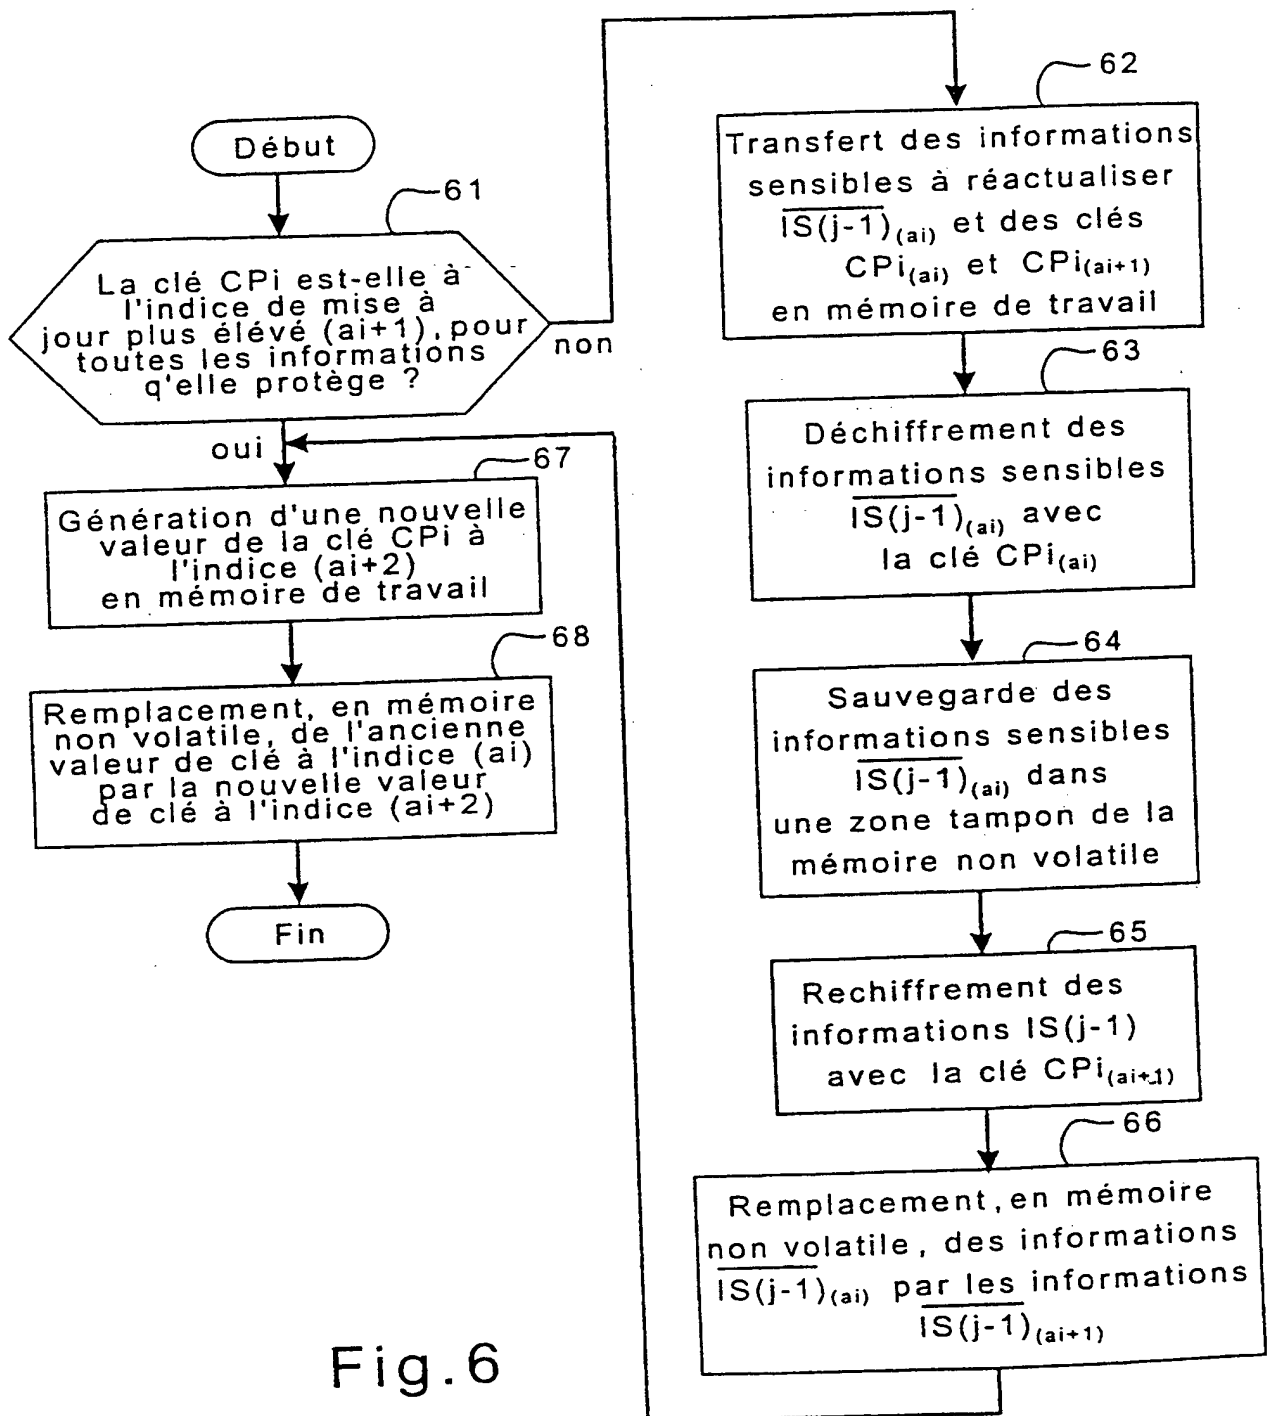 Début
61
La clé CPi est-elle à
l'indice de mise à
jour plus élévé (ai+1), pour
toutes les informations
q'elle protège ?
non
oui
67
Génération d'une nouvelle
valeur de la clé CPi à
l'indice (ai+2)
en mémoire de travail
68
Remplacement, en mémoire
non volatile, de l'ancienne
valeur de clé à l'indice (ai)
par la nouvelle valeur
de clé à l'indice (ai+2)
Fin
62
Transfert des informations
sensibles à réactualiser
I̅S̅(̅j̅-̅1̅)̅(ai) et des clés
CPi(ai) et CPi(ai+1)
en mémoire de travail
63
Déchiffrement des
informations sensibles
I̅S̅(̅j̅-̅1̅)̅(ai) avec
la clé CPi(ai)
64
Sauvegarde des
informations sensibles
I̅S̅(̅j̅-̅1̅)̅(ai) dans
une zone tampon de la
mémoire non volatile
65
Rechiffrement des
informations IS(j-1)
avec la clé CPi(ai+1)
66
Remplacement, en mémoire
non volatile, des informations
I̅S̅(̅j̅-̅1̅)̅(ai) par les informations
I̅S̅(̅j̅-̅1̅)̅(ai+1)
Fig.6